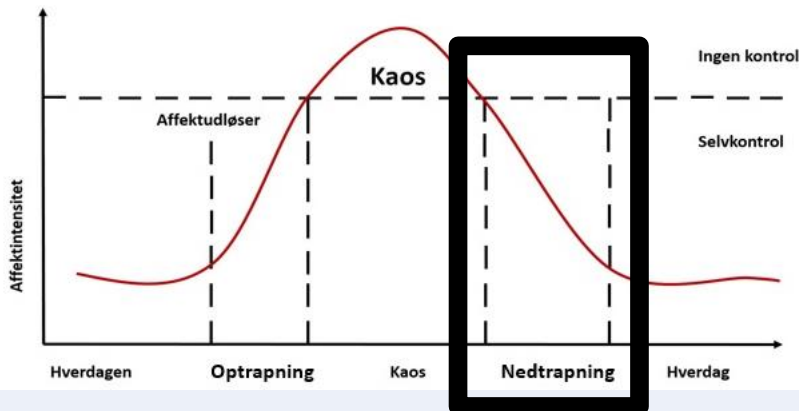 Ingen kontrol
Kaos
Affektudløser
Selvkontrol
Affektintensitet
Hverdagen
Optrapning
Kaos
Nedtrapning
Hverdag